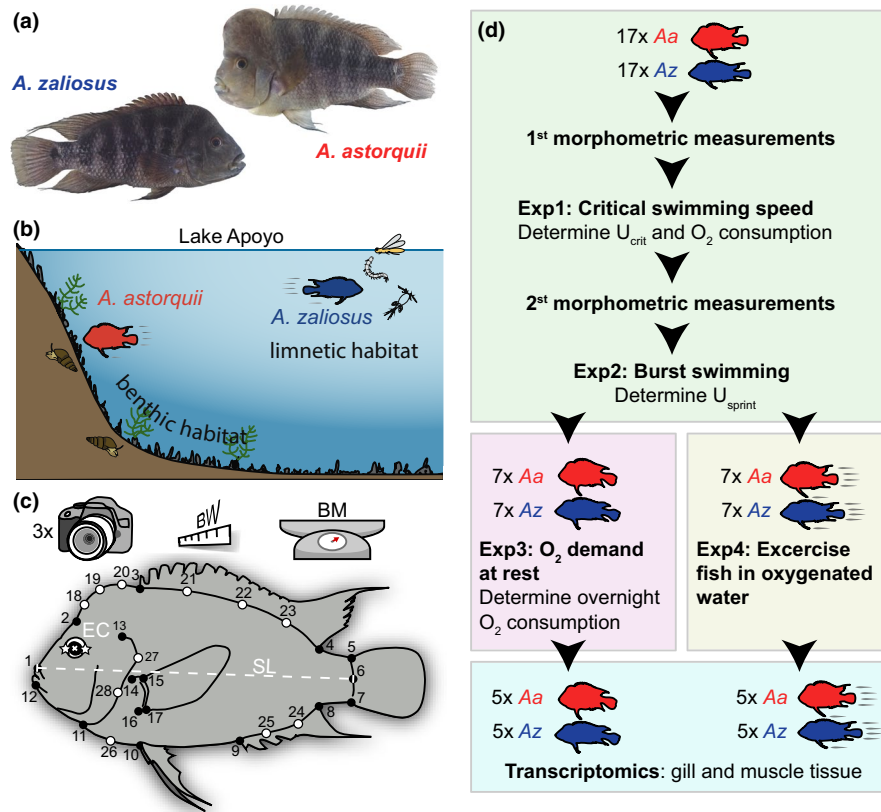 (a)
A. zaliosus
A. astorquii
(b)
Lake Apoyo
A. astorquii
A. zaliosus
limnetic habitat
benthic habitat
(c)
3x
BW
BM
1
2
3
4
5
6
7
8
9
10
11
12
13
14
15
16
17
18
19
20
21
22
23
24
25
26
27
28
EC
SL
(d)
17x Aa
17x Az
1st morphometric measurements
Exp1: Critical swimming speed
Determine Ucrit and O2 consumption
2st morphometric measurements
Exp2: Burst swimming
Determine Usprint
7x Aa
7x Az
Exp3: O2 demand
at rest
Determine overnight
O2 consumption
7x Aa
7x Az
Exp4: Excercise
fish in oxygenated
water
5x Aa
5x Az
5x Aa
5x Az
Transcriptomics: gill and muscle tissue